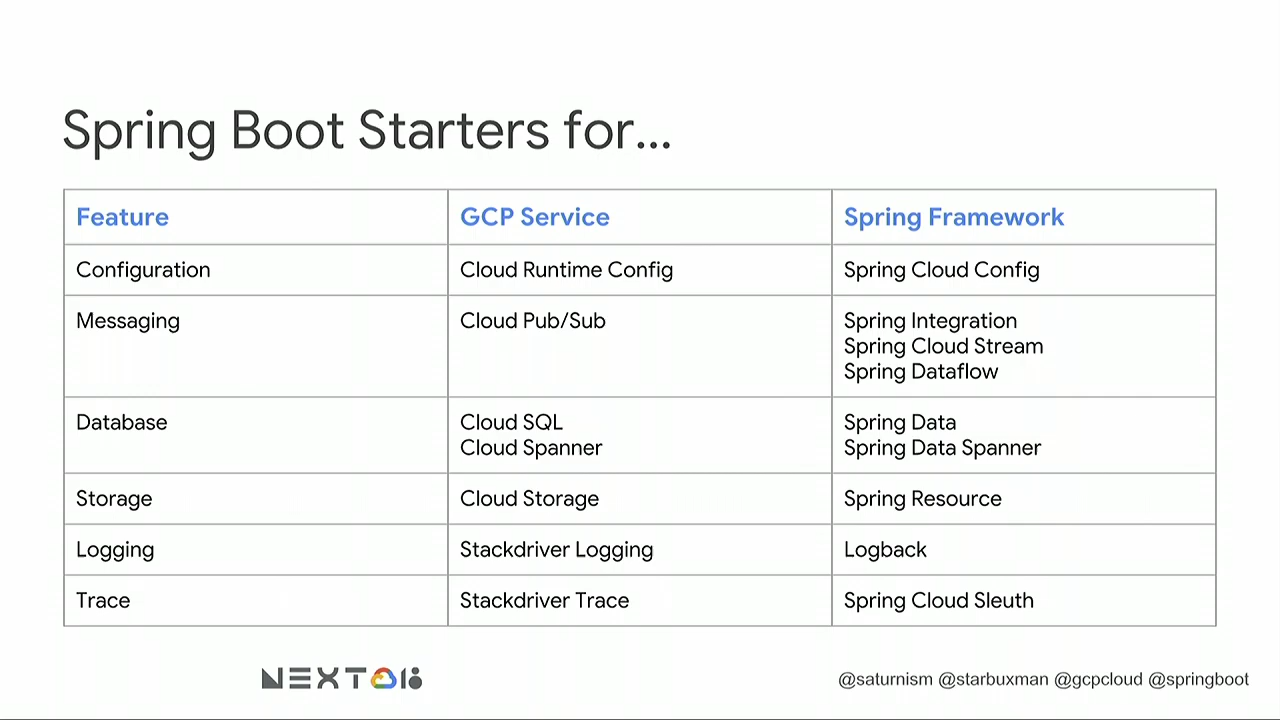 Spring Boot Starters for...
Feature GCP Service Spring Framework
Configuration Cloud Runtime Config Spring Cloud Config
Messaging Cloud Pub/Sub Spring Integration
Spring Cloud Stream
Spring Dataflow
Database Cloud SQL Spring Data
Cloud Spanner Spring Data Spanner
Storage Cloud Storage Spring Resource
Logging Stackdriver Logging Logback
Trace Stackdriver Trace Spring Cloud Sleuth
NEXT 18
@saturnism @starbuxman @gcpcloud @springboot